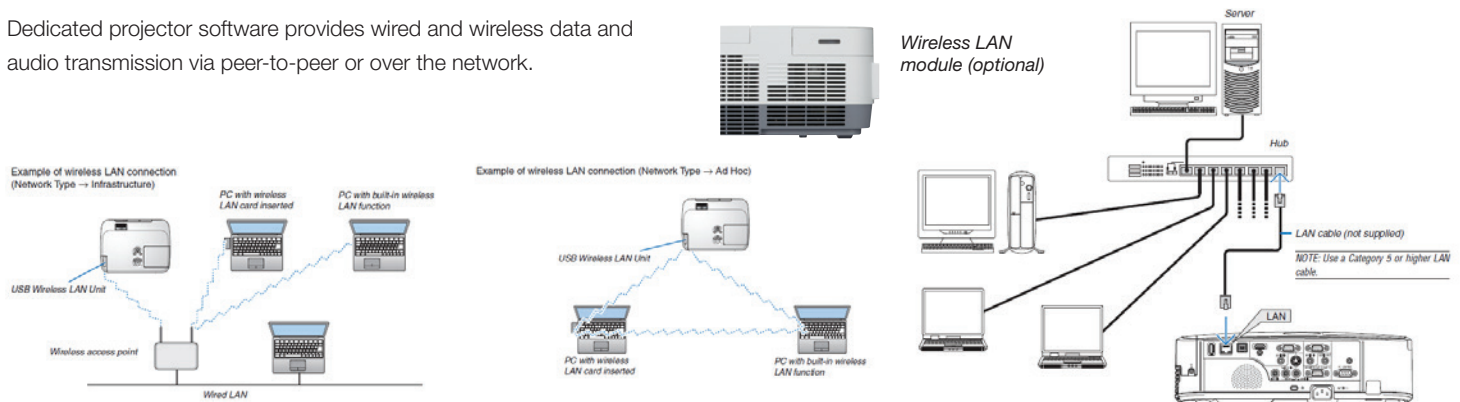 Dedicated projector software provides wired and wireless data and
audio transmission via peer-to-peer or over the network.
Wireless LAN
module (optional)
Server
Hub
LAN cable (not supplied)
NOTE: Use a Category 5 or higher LAN
cable.
LAN
Example of wireless LAN connection
(Network Type → Infrastructure)
PC with wireless
LAN card inserted
PC with built-in wireless
LAN function
USB Wireless LAN Unit
Wireless access point
Wired LAN
Example of wireless LAN connection (Network Type → Ad Hoc)
USB Wireless LAN Unit
PC with wireless
LAN card inserted
PC with built-in wireless
LAN function